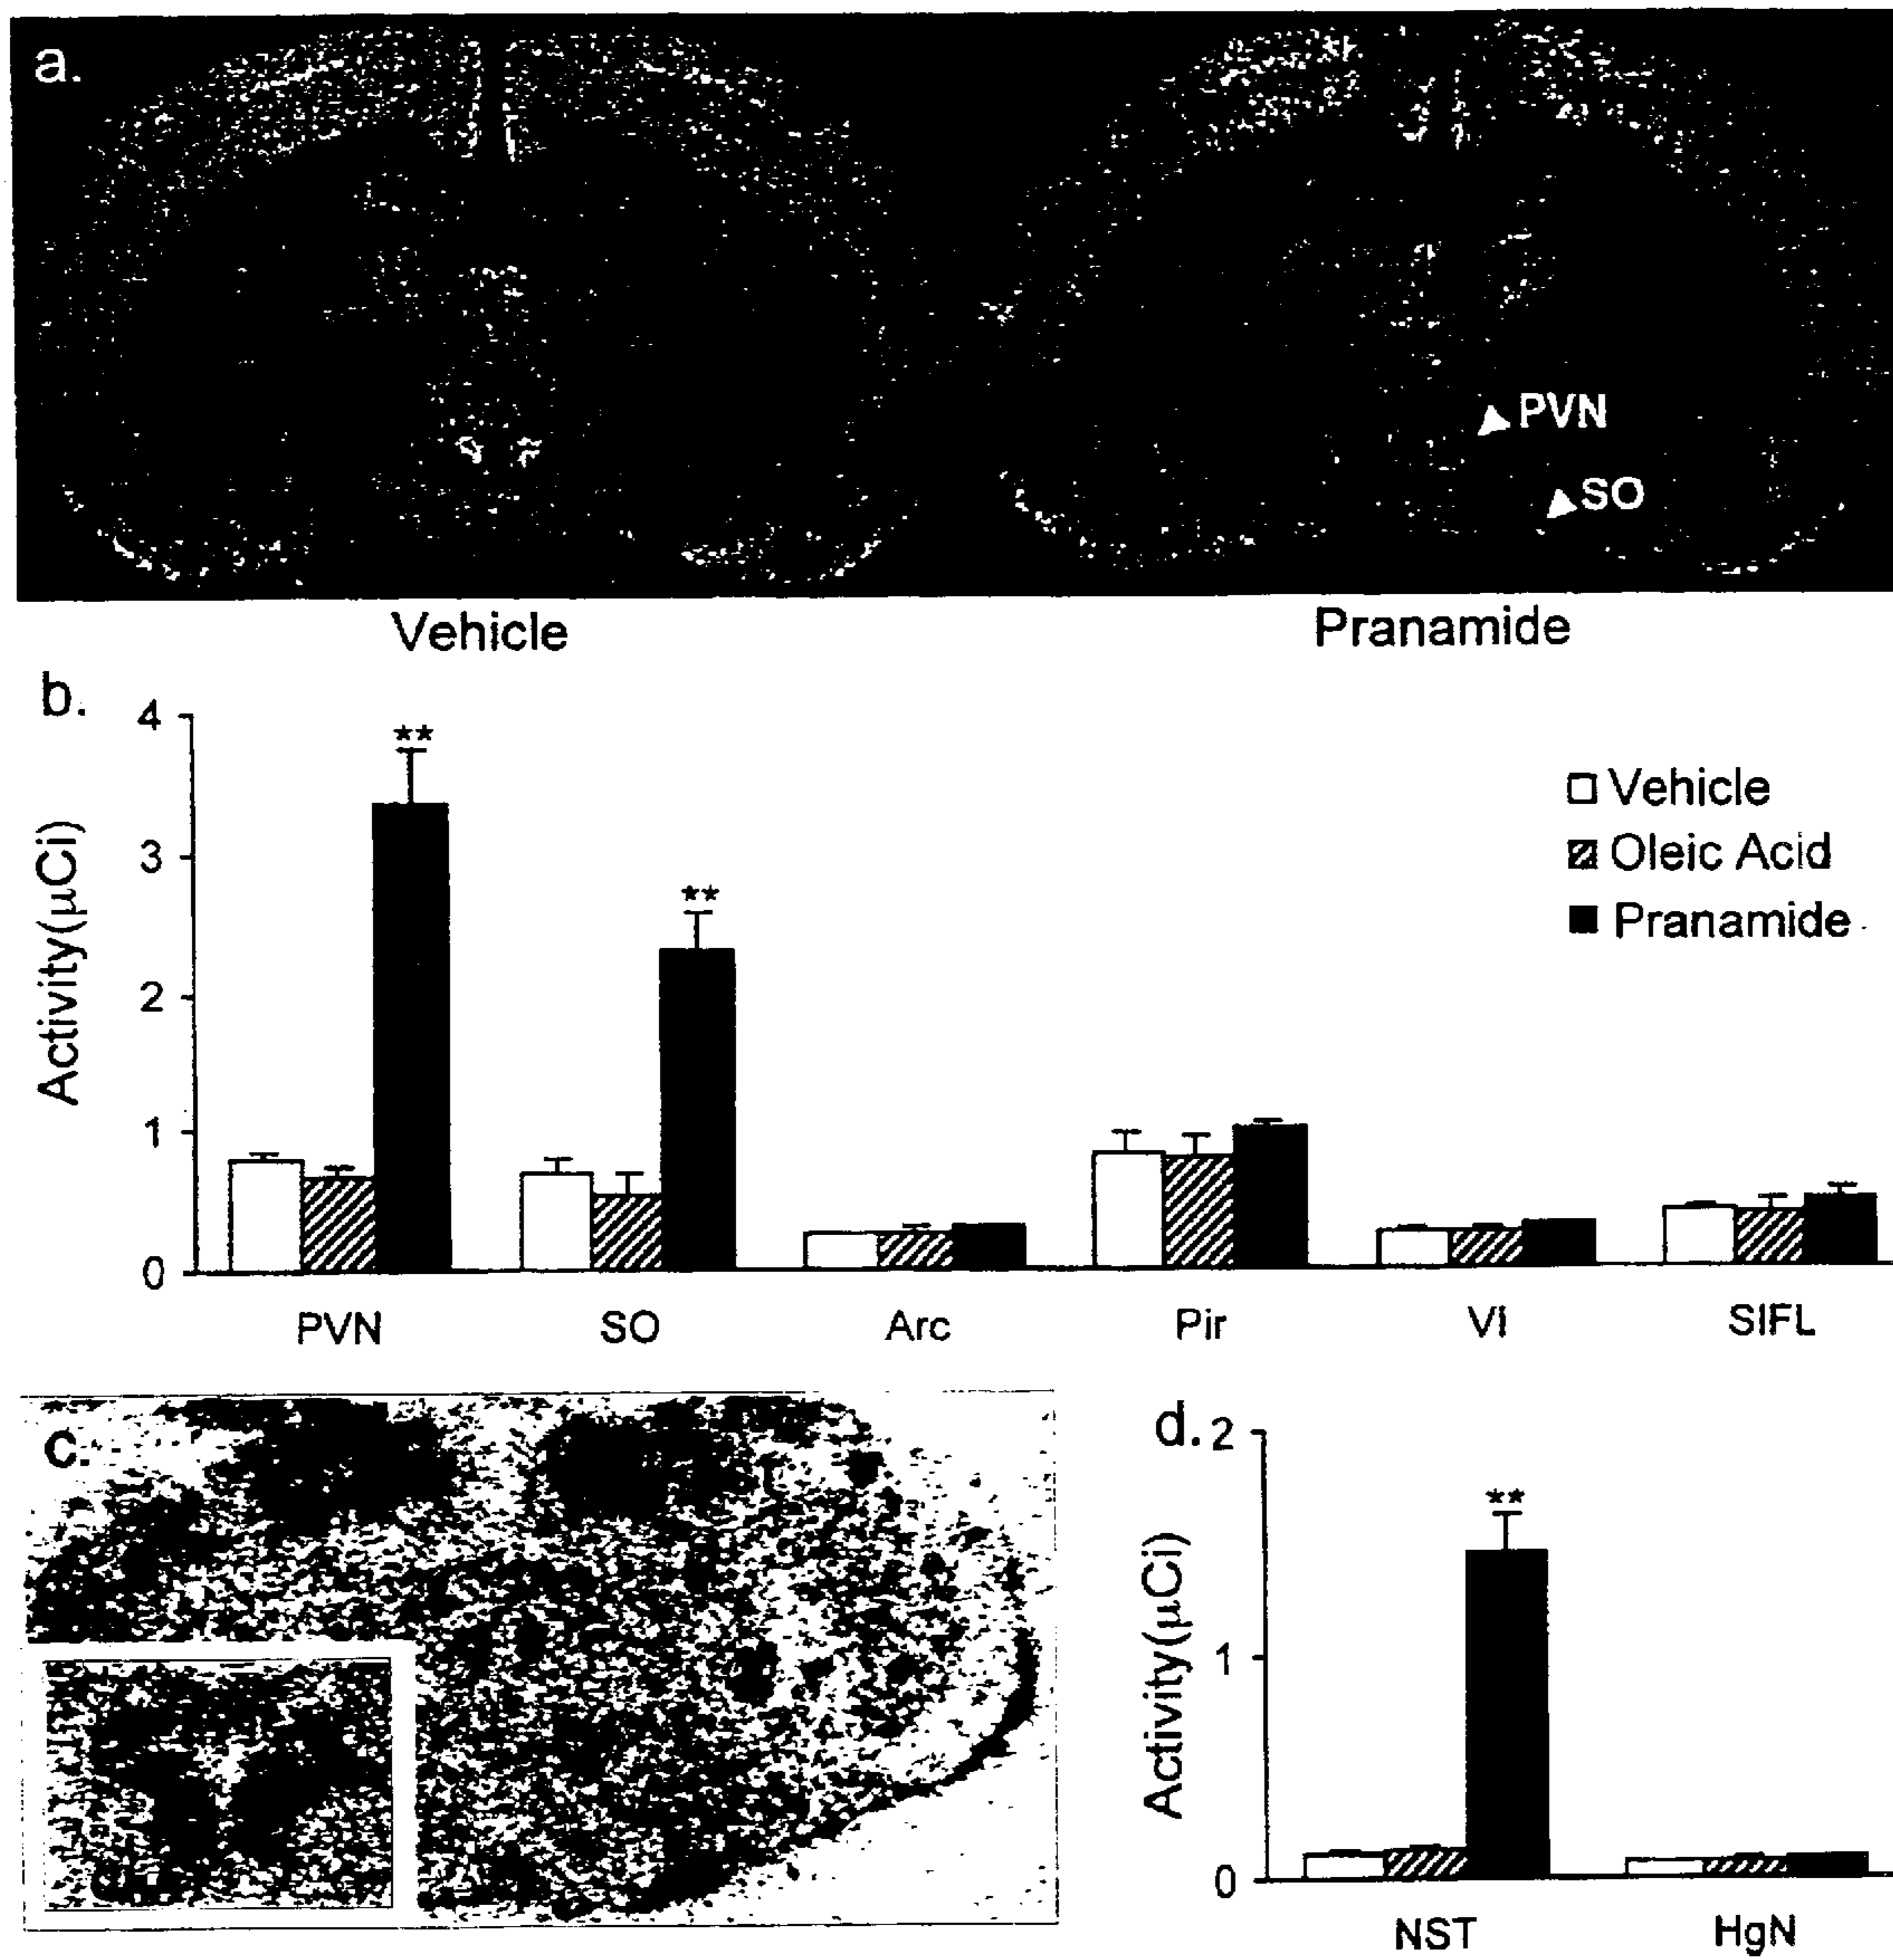 a.
PVN
SO
Vehicle
Pranamide
b.
4
3
2
1
0
Activity(μCi)
**
**
Vehicle
Oleic Acid
Pranamide
PVN
SO
Arc
Pir
VI
SIFL
c.
d.
2
1
0
Activity(μCi)
**
NST
HgN